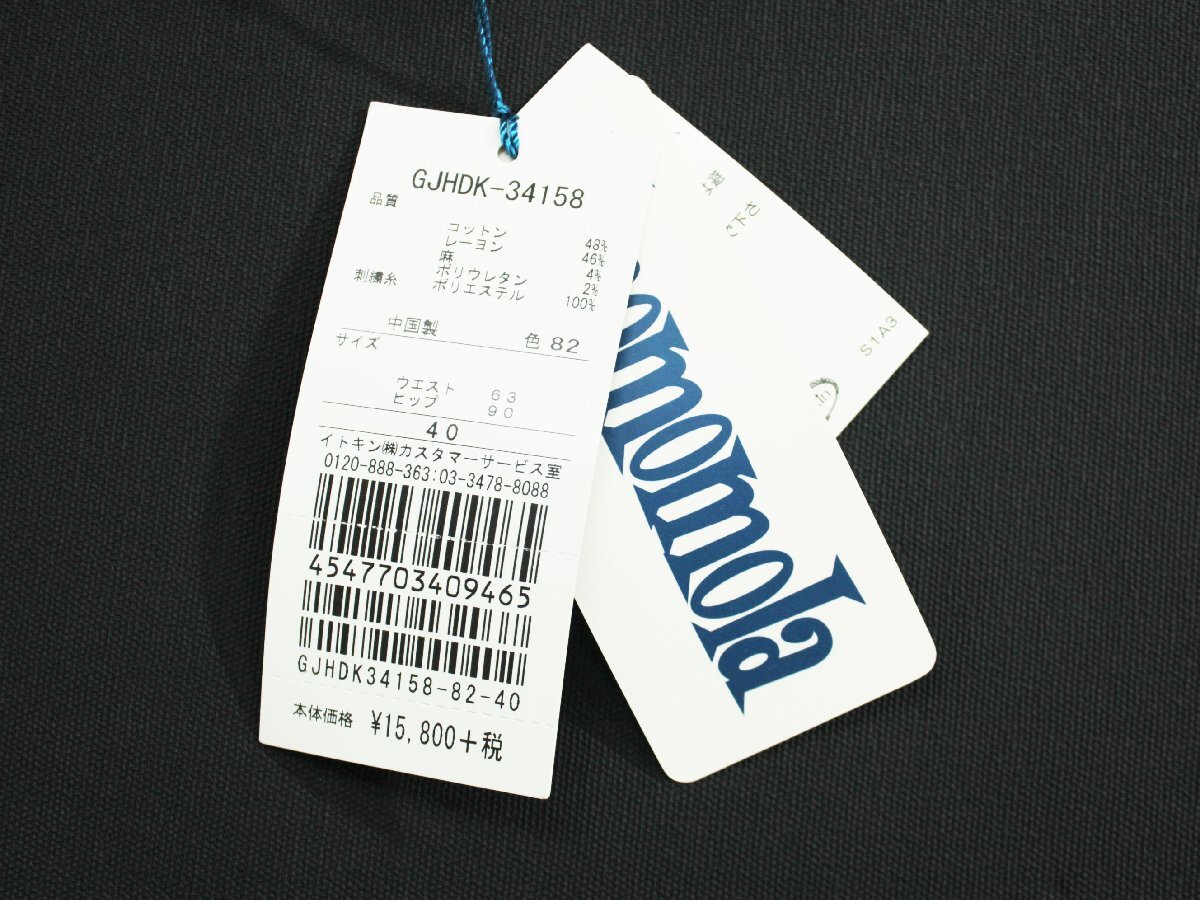 GJHDK-34158
品質
コットン 48%
レーヨン 46%
麻 4%
ポリウレタン 2%
刺繍糸 ポリエステル 100%
中国製 色 82
サイズ
ウエスト 63
ヒップ 90
40
イトキン㈱カスタマーサービス室
0120-888-363:03-3478-8088
4547703409465
GJHDK34158-82-40
本体価格 ¥15,800+税
避
下さ
S1A3
omomola